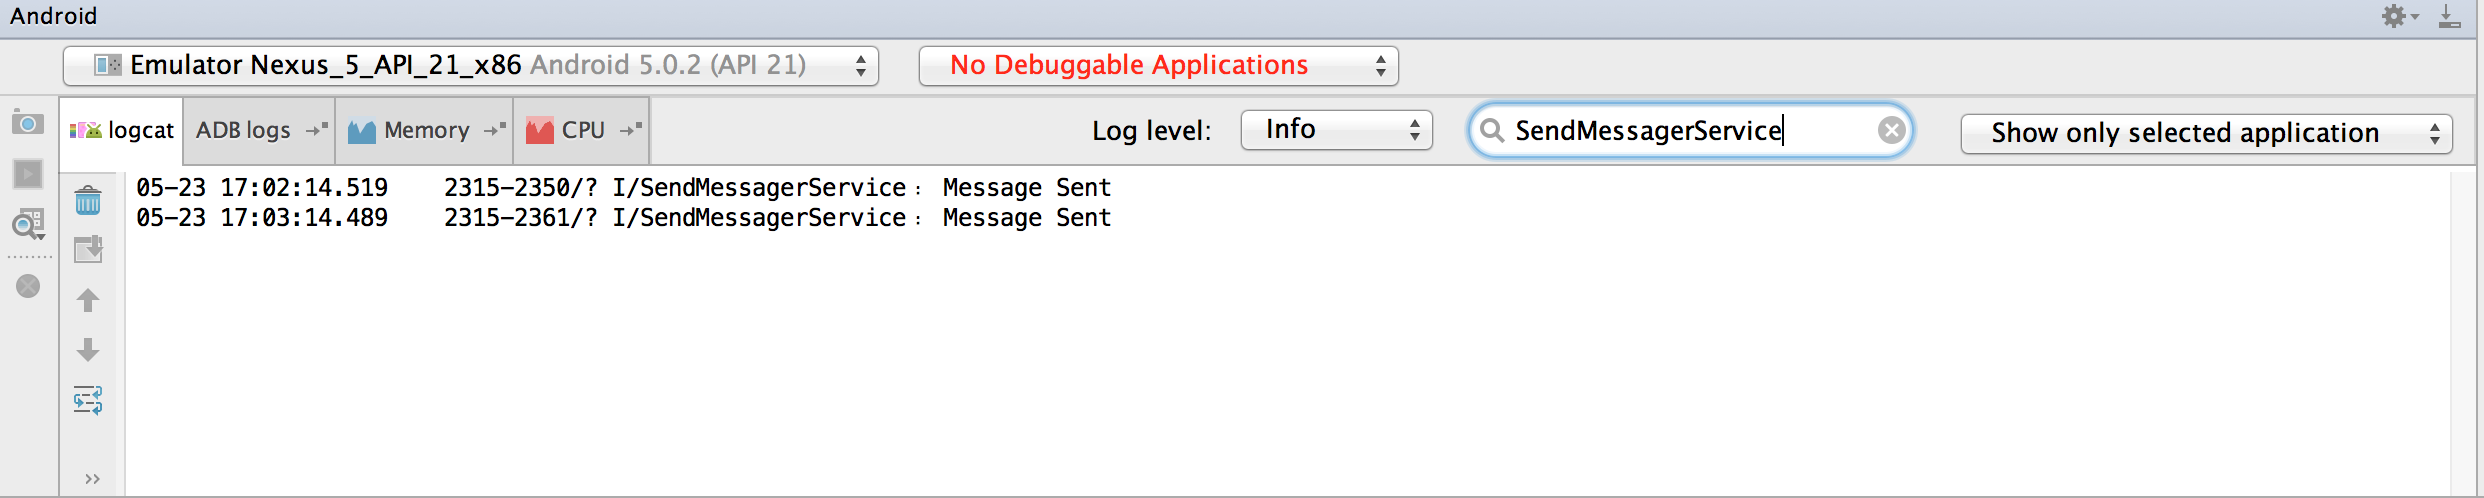 Android
Emulator Nexus_5_API_21_x86 Android 5.0.2 (API 21) No Debuggable Applications
logcat ADB logs Memory CPU Log level: Info SendMessagerService Show only selected application
05-23 17:02:14.519 2315-2350/? I/SendMessagerService﹕ Message Sent
05-23 17:03:14.489 2315-2361/? I/SendMessagerService﹕ Message Sent